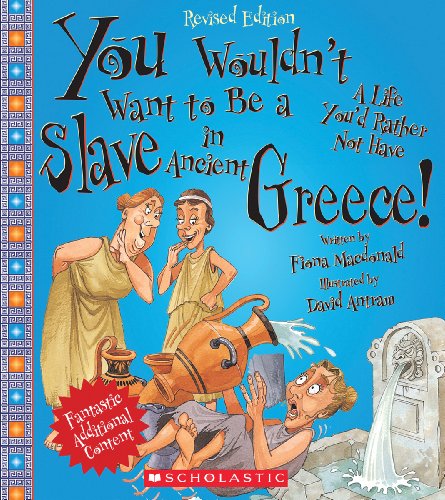 Revised Edition
You Wouldn't
Want to Be a
Slave in
Ancient
Greece!
A Life
You'd Rather
Not Have
Written by
Fiona Macdonald
Illustrated by
David Antram
Fantastic
Additional
Content
SCHOLASTIC